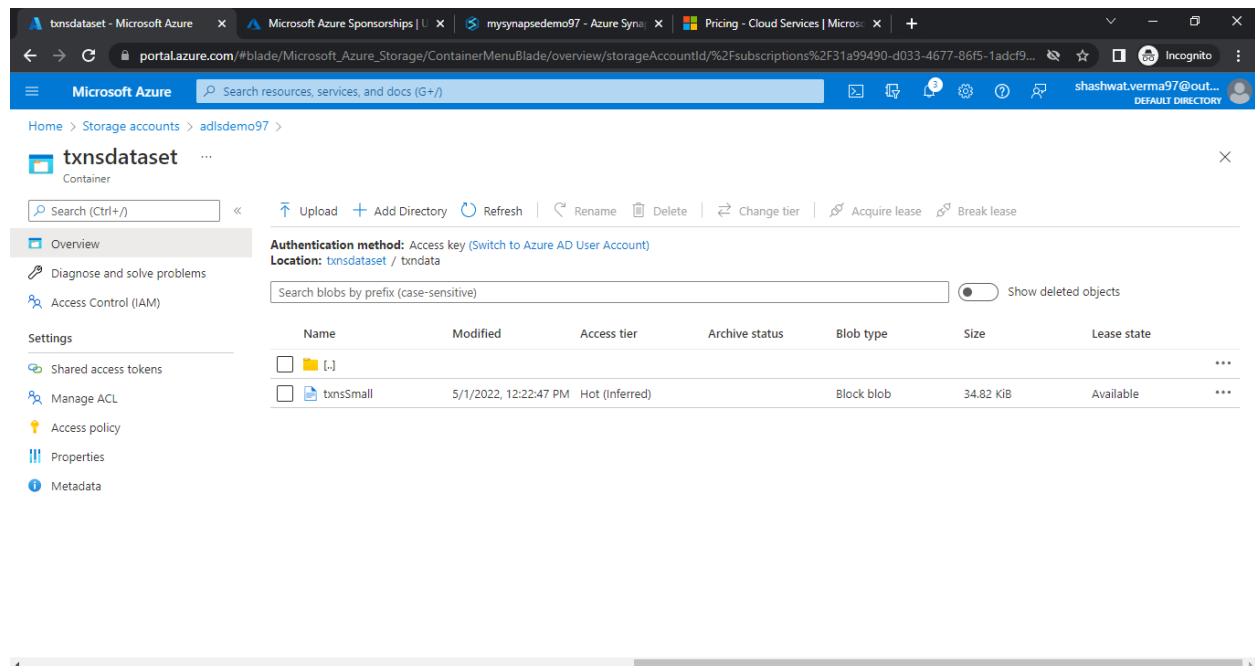 txnsdataset - Microsoft Azure
Microsoft Azure Sponsorships | U
mysynapsedemo97 - Azure Syna
Pricing - Cloud Services | Microso
portal.azure.com/#blade/Microsoft_Azure_Storage/ContainerMenuBlade/overview/storageAccountId/%2Fsubscriptions%2F31a99490-d033-4677-86f5-1adcf9...
Incognito
Microsoft Azure
Search resources, services, and docs (G+/)
3
shashwat.verma97@out...
DEFAULT DIRECTORY
Home > Storage accounts > adlsdemo97 >
txnsdataset ...
Container
Search (Ctrl+/)
«
Overview
Diagnose and solve problems
Access Control (IAM)
Settings
Shared access tokens
Manage ACL
Access policy
Properties
Metadata
Upload Add Directory Refresh Rename Delete Change tier Acquire lease Break lease
Authentication method: Access key (Switch to Azure AD User Account)
Location: txnsdataset / txndata
Search blobs by prefix (case-sensitive)
Show deleted objects
Name Modified Access tier Archive status Blob type Size Lease state
[..]
txnsSmall 5/1/2022, 12:22:47 PM Hot (Inferred) Block blob 34.82 KiB Available